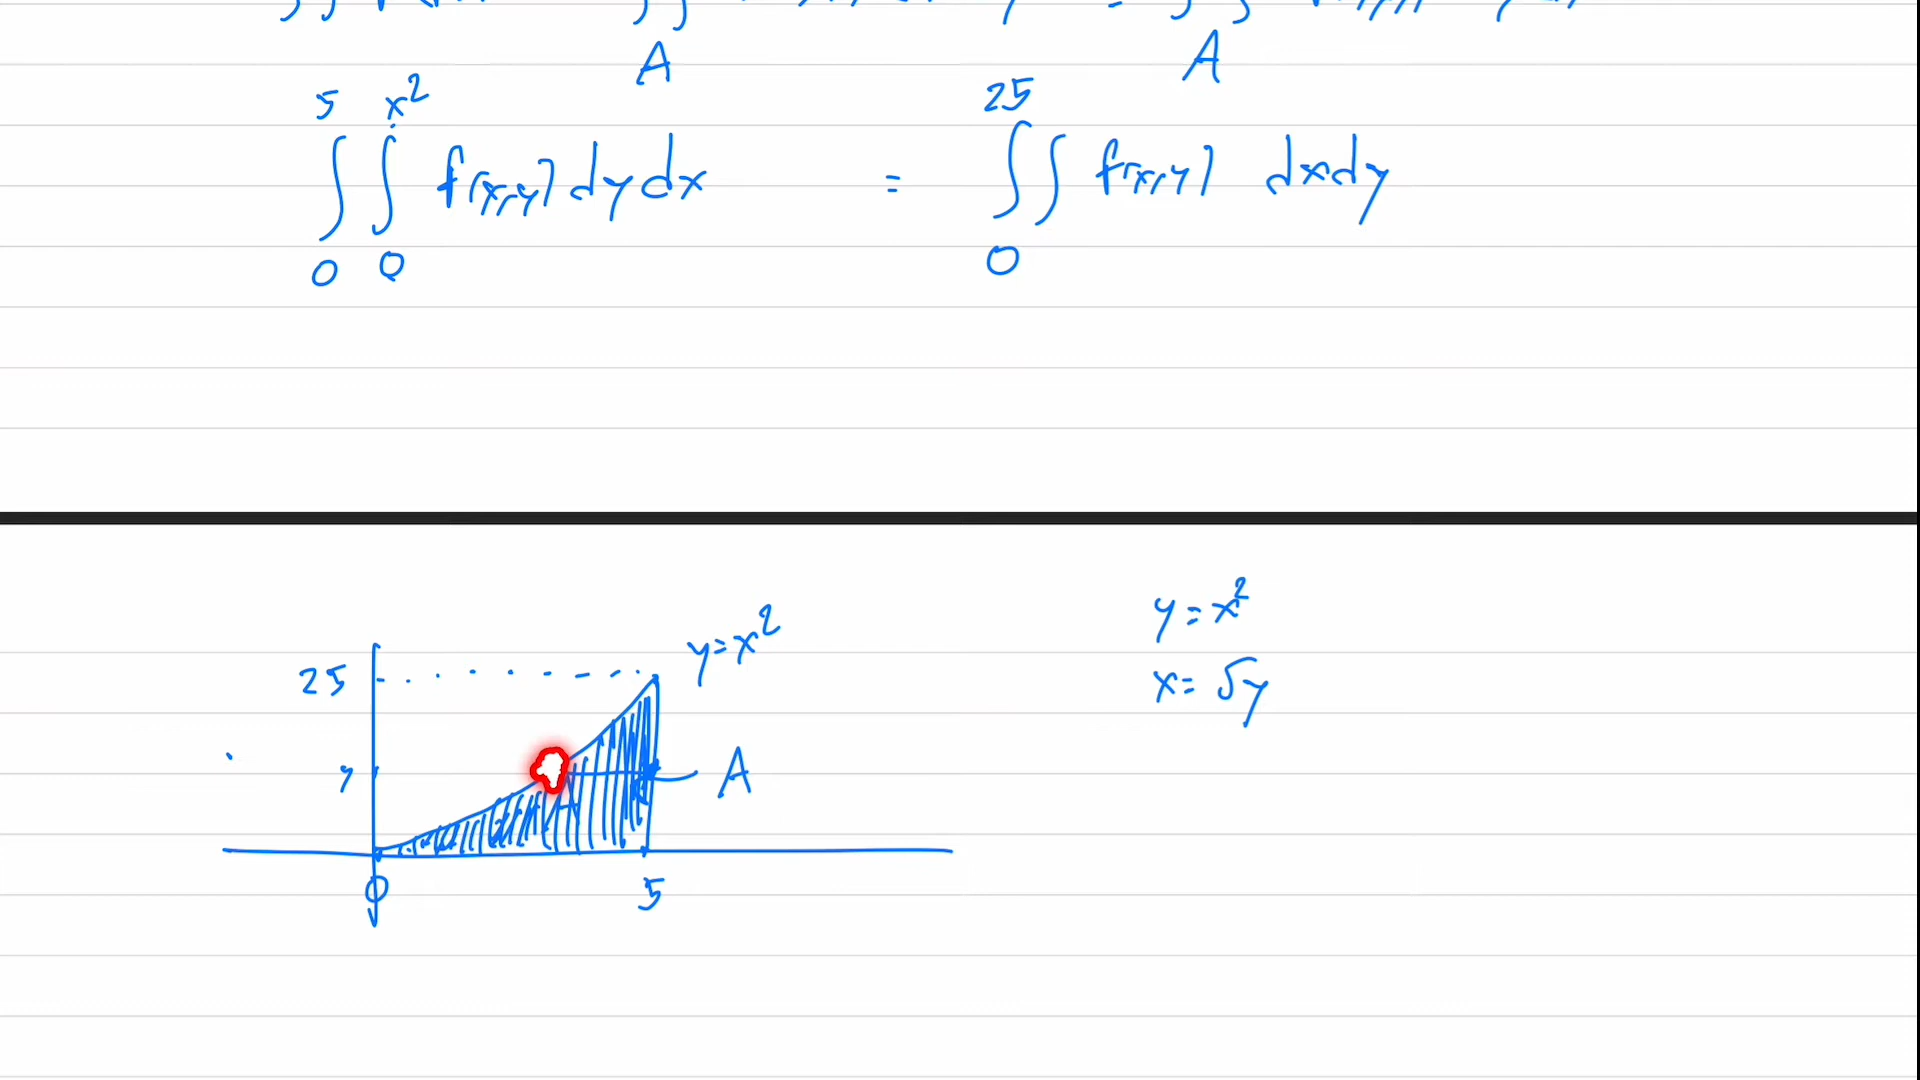 A A
5 x² 25
∫ ∫ f(x,y) dy dx = ∫ ∫ f(x,y) dx dy
0 0 0
y = x²
y = x²
25
x = √y
y A
0 5